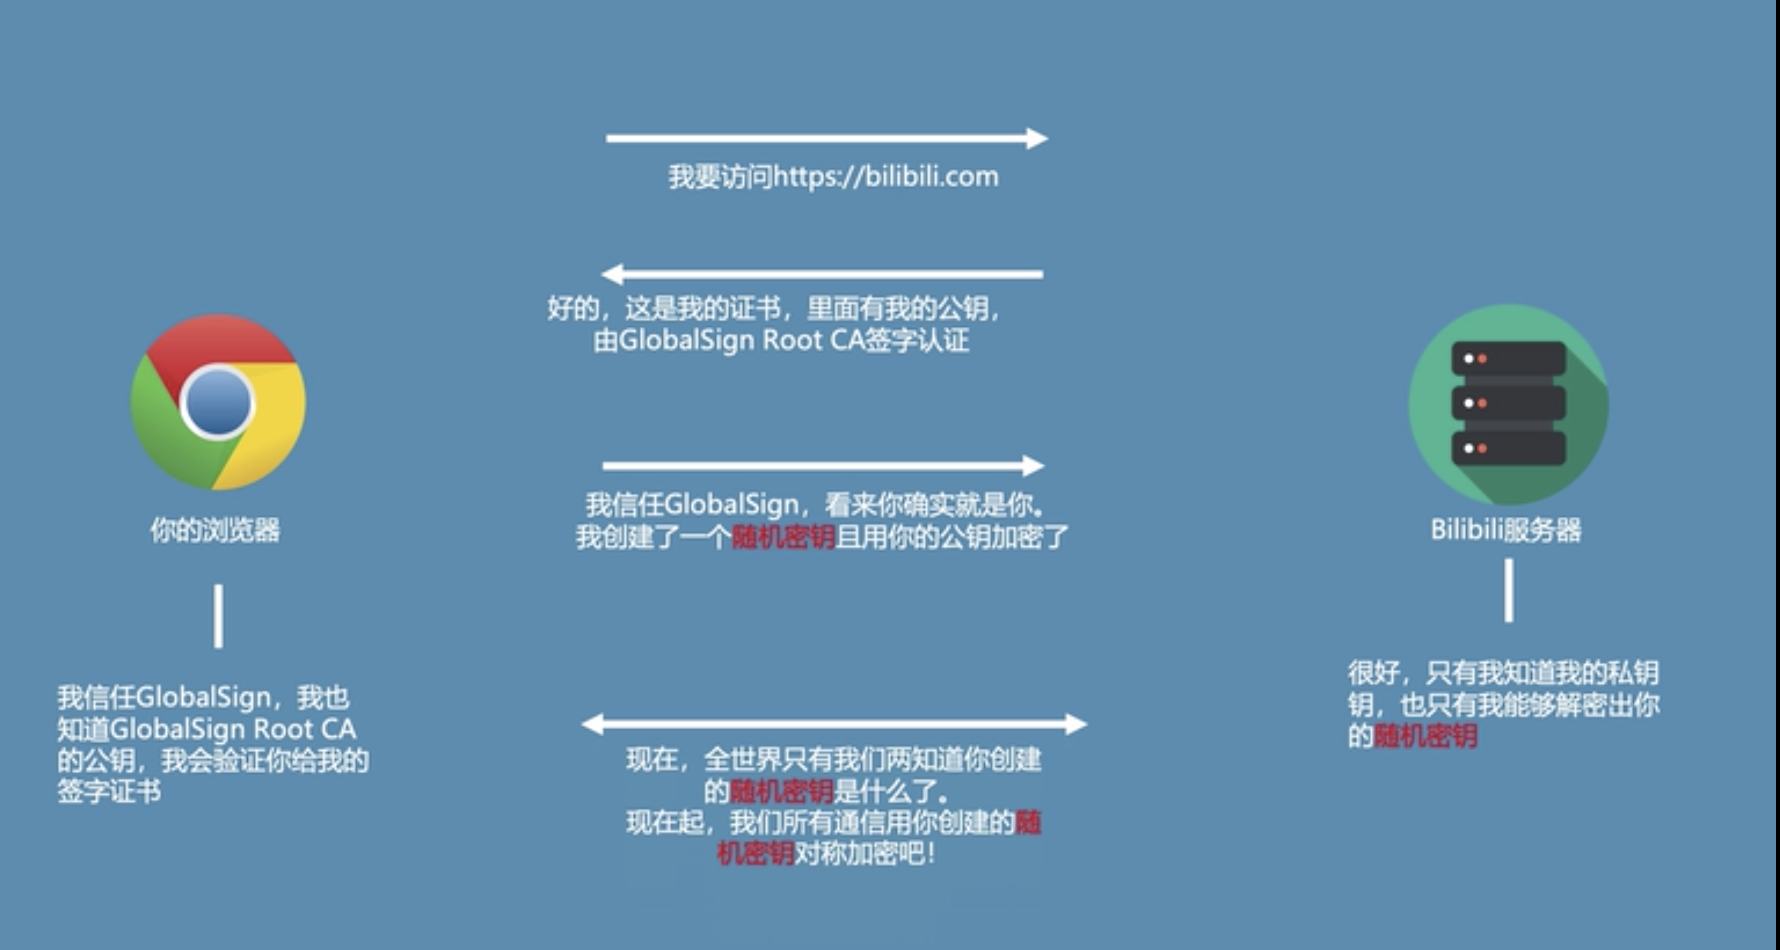 我要访问https://bilibili.com
好的，这是我的证书，里面有我的公钥，
由GlobalSign Root CA签字认证
我信任GlobalSign，看来你确实就是你。
我创建了一个随机密钥且用你的公钥加密了
你的浏览器
Bilibili服务器
我信任GlobalSign，我也
知道GlobalSign Root CA
的公钥，我会验证你给我的
签字证书
很好，只有我知道我的私钥
钥，也只有我能够解密出你
的随机密钥
现在，全世界只有我们两知道你创建
的随机密钥是什么了。
现在起，我们所有通信用你创建的随
机密钥对称加密吧！